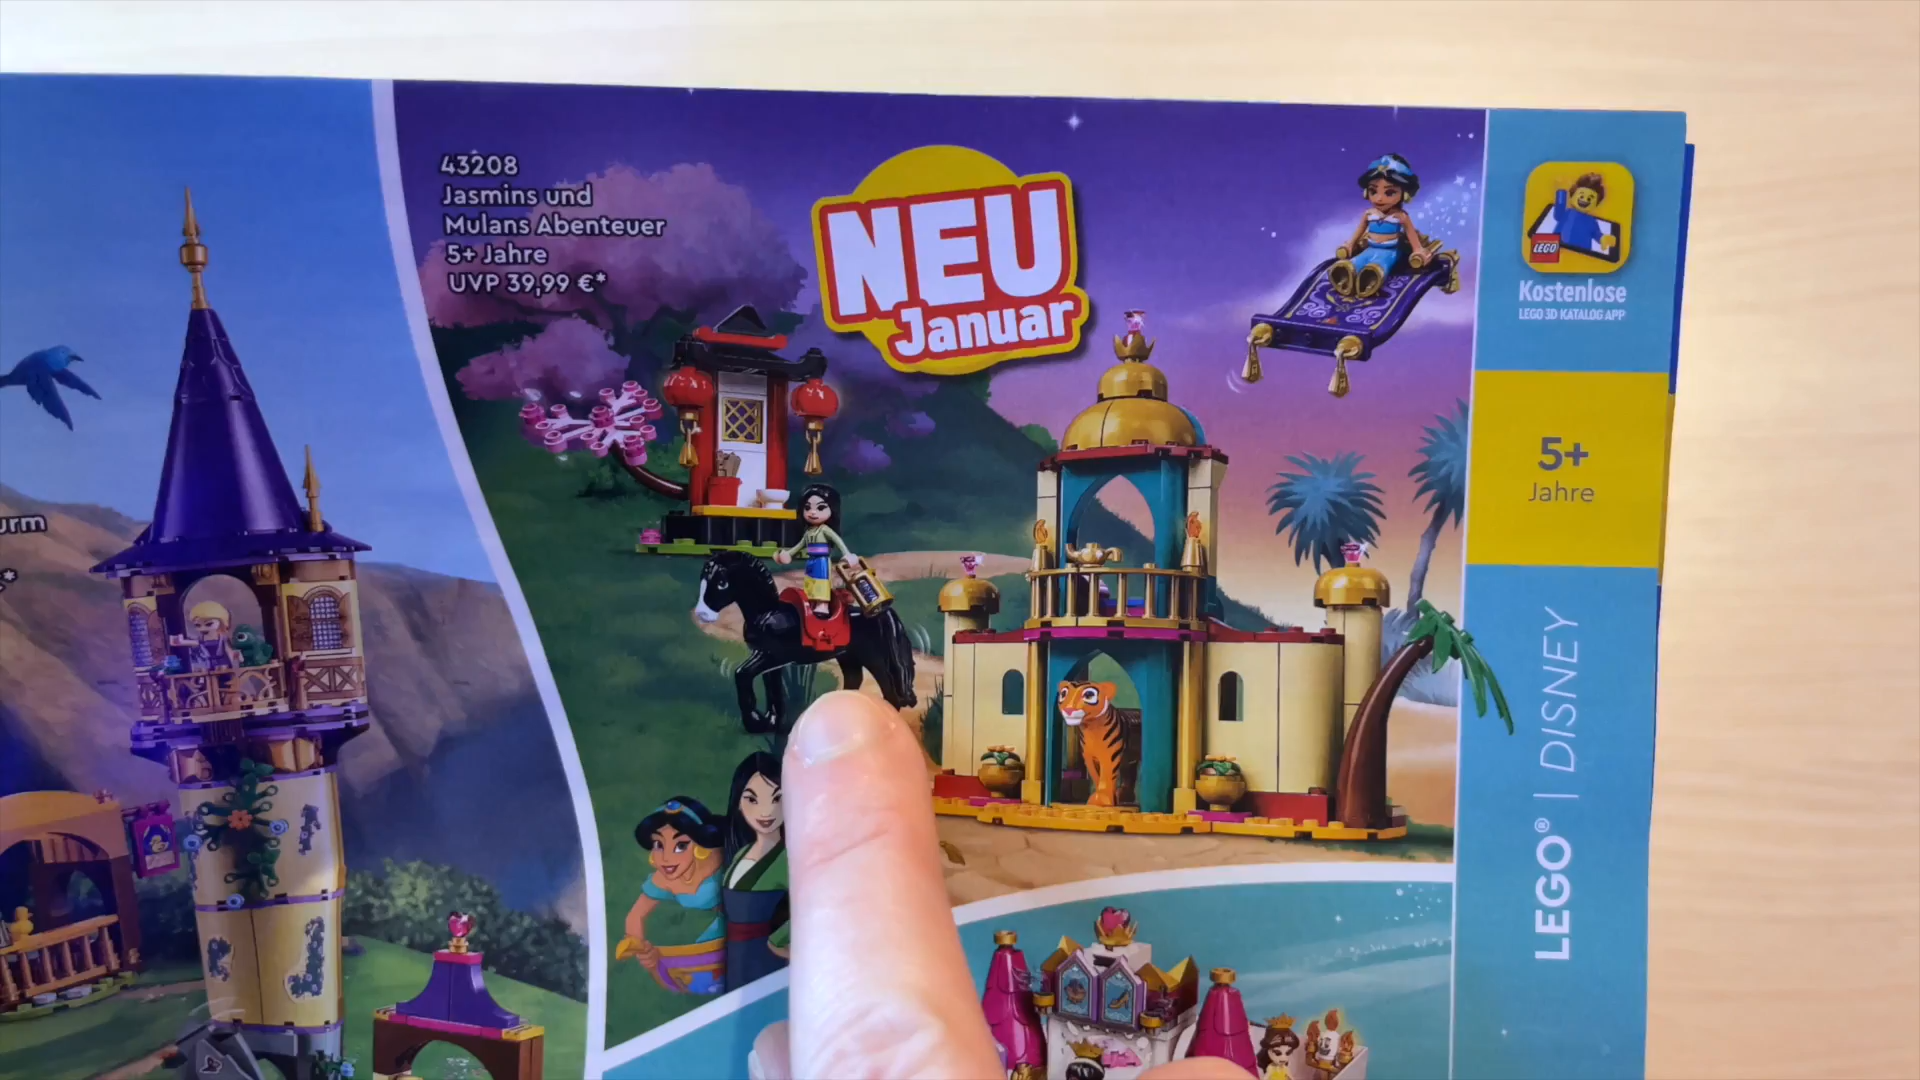 43208
Jasmins und
Mulans Abenteuer
5+ Jahre
UVP 39,99 €*
NEU
Januar
LEGO
Kostenlose
LEGO 3D KATALOG APP
5+
Jahre
LEGO® | DISNEY